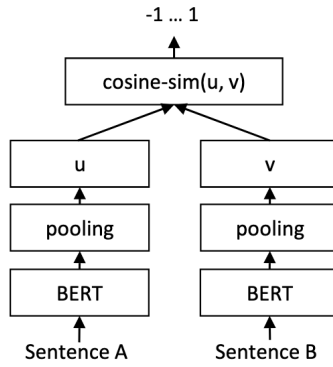 -1 … 1
cosine-sim(u, v)
u
v
pooling
pooling
BERT
BERT
Sentence A
Sentence B